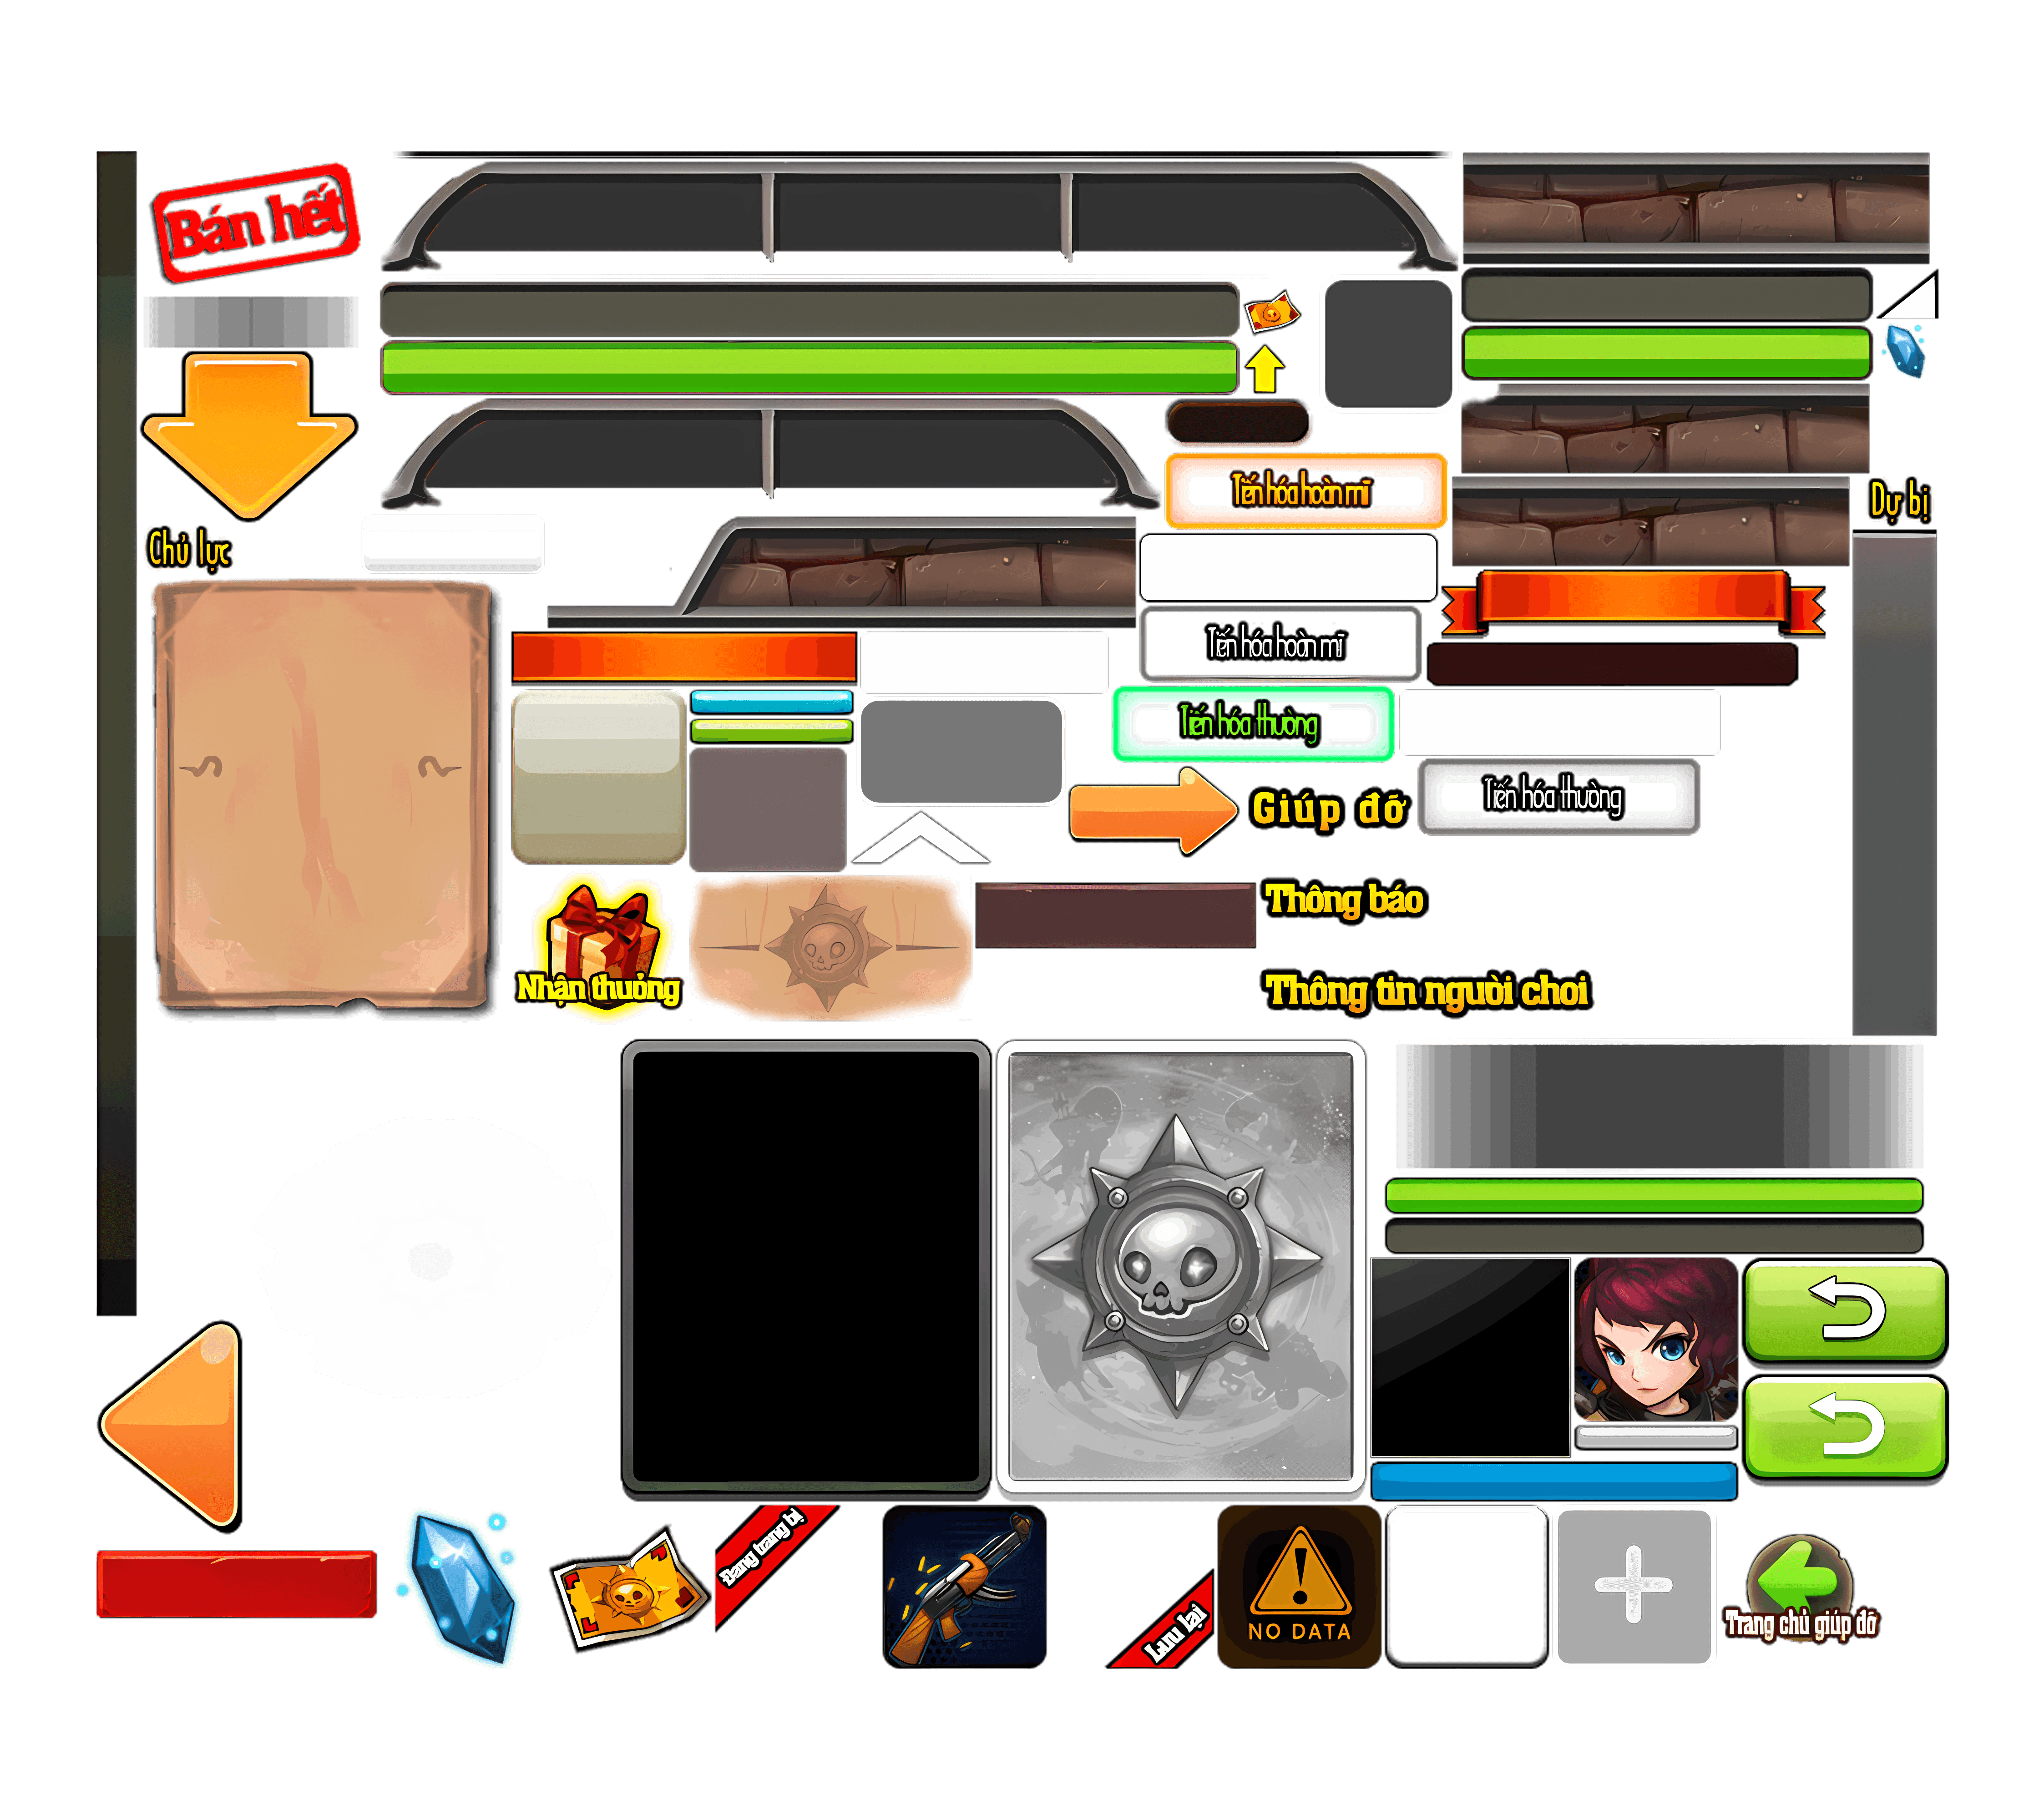 Bán hết
Tiến hóa hoàn mĩ
Dự bị
Chủ lực
Tiến hóa hoàn mĩ
Tiến hóa thường
Tiến hóa thường
Giúp đỡ
Thông báo
Nhận thưởng
Thông tin người chơi
Đang trang bị
Lưu lại
NO DATA
Trang chủ giúp đỡ